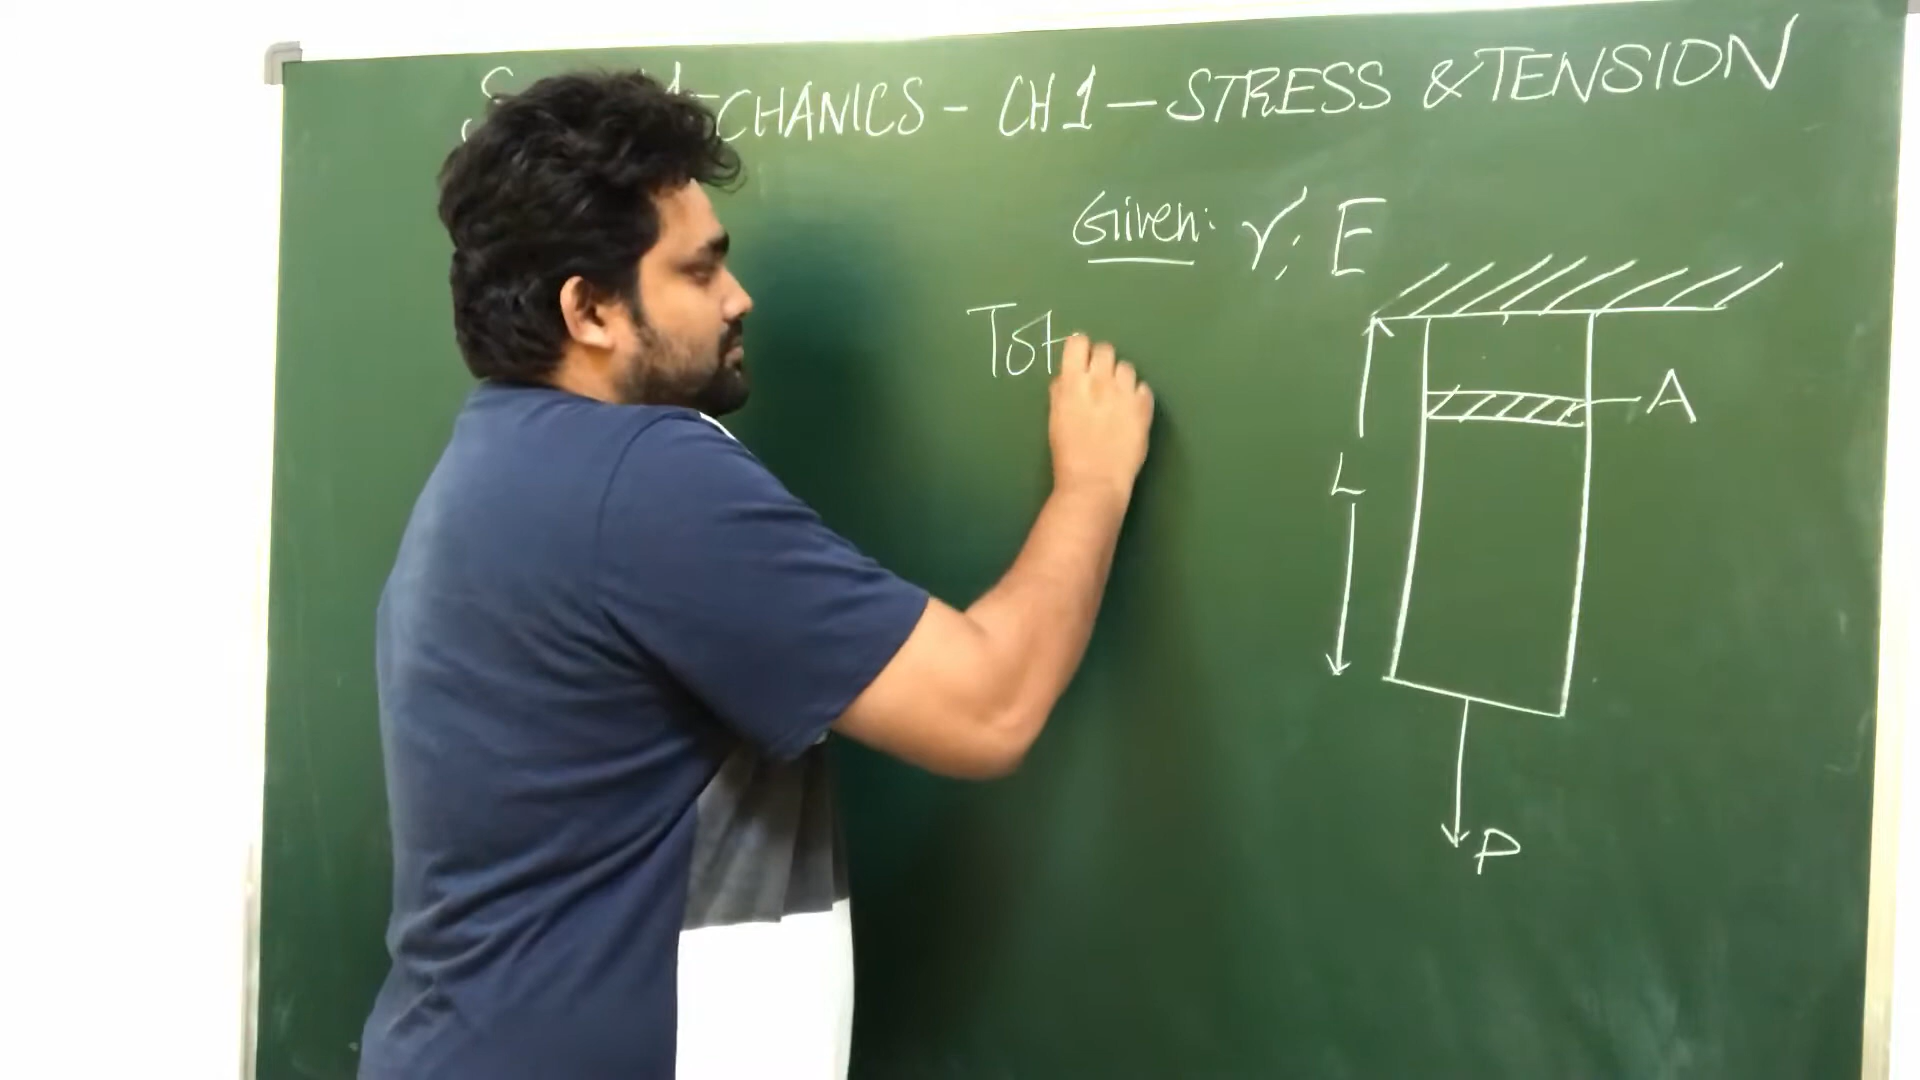 CHANICS - CH 1 - STRESS & TENSION
Given: γ; E
Tot
A
L
P